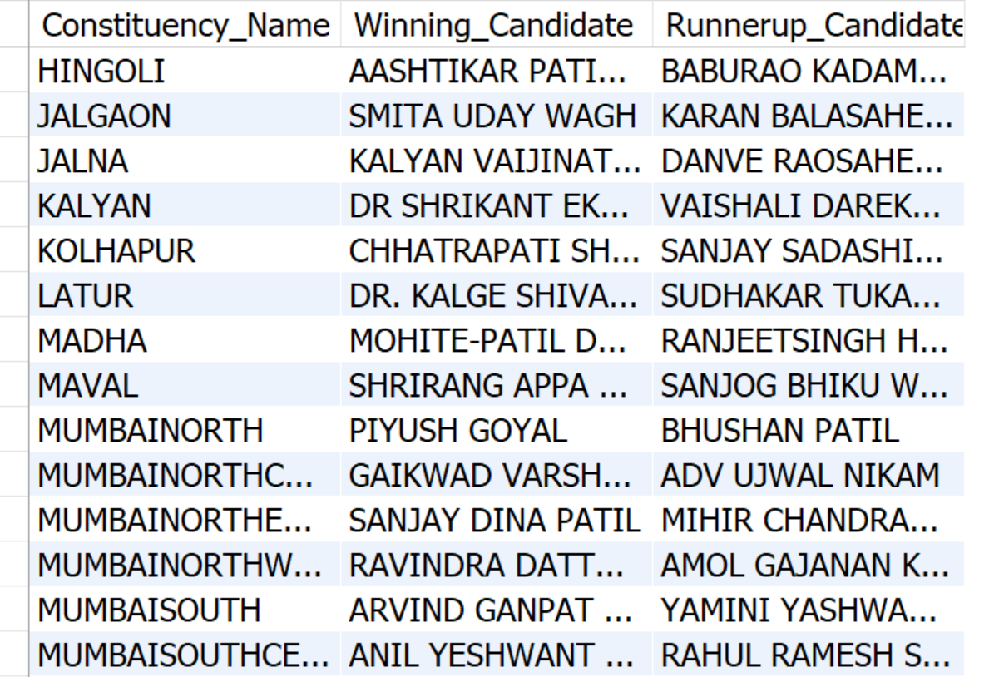 Constituency_Name Winning_Candidate Runnerup_Candidate
HINGOLI AASHTIKAR PATI... BABURAO KADAM...
JALGAON SMITA UDAY WAGH KARAN BALASAHE...
JALNA KALYAN VAIJINAT... DANVE RAOSAHE...
KALYAN DR SHRIKANT EK... VAISHALI DAREK...
KOLHAPUR CHHATRAPATI SH... SANJAY SADASHI...
LATUR DR. KALGE SHIVA... SUDHAKAR TUKA...
MADHA MOHITE-PATIL D... RANJEETSINGH H...
MAVAL SHRIRANG APPA ... SANJOG BHIKU W...
MUMBAINORTH PIYUSH GOYAL BHUSHAN PATIL
MUMBAINORTHC... GAIKWAD VARSH... ADV UJWAL NIKAM
MUMBAINORTHE... SANJAY DINA PATIL MIHIR CHANDRA...
MUMBAINORTHW... RAVINDRA DATT... AMOL GAJANAN K...
MUMBAISOUTH ARVIND GANPAT ... YAMINI YASHWA...
MUMBAISOUTHCE... ANIL YESHWANT ... RAHUL RAMESH S...